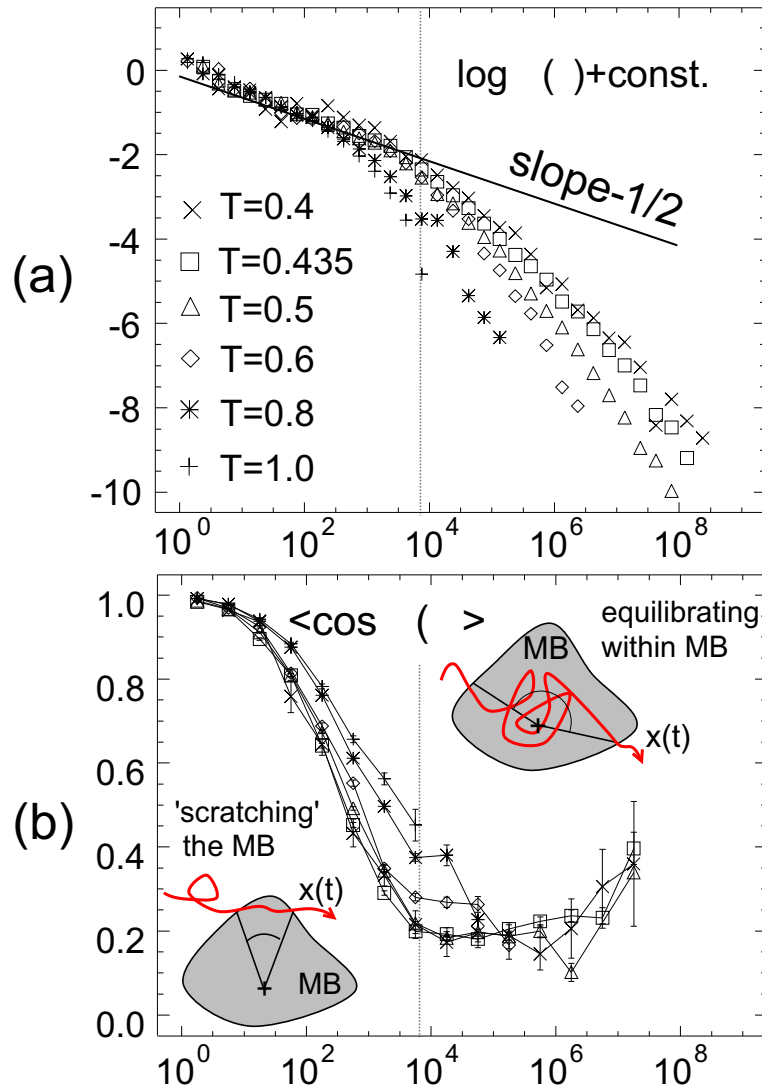 (a)
log ( )+const.
slope-1/2
0
-2
-4
-6
-8
-10
T=0.4
T=0.435
T=0.5
T=0.6
T=0.8
T=1.0
10^0 10^2 10^4 10^6 10^8
(b)
<cos ( >
equilibrating
within MB
MB
x(t)
'scratching'
the MB
x(t)
MB
1.0
0.8
0.6
0.4
0.2
0.0
10^0 10^2 10^4 10^6 10^8